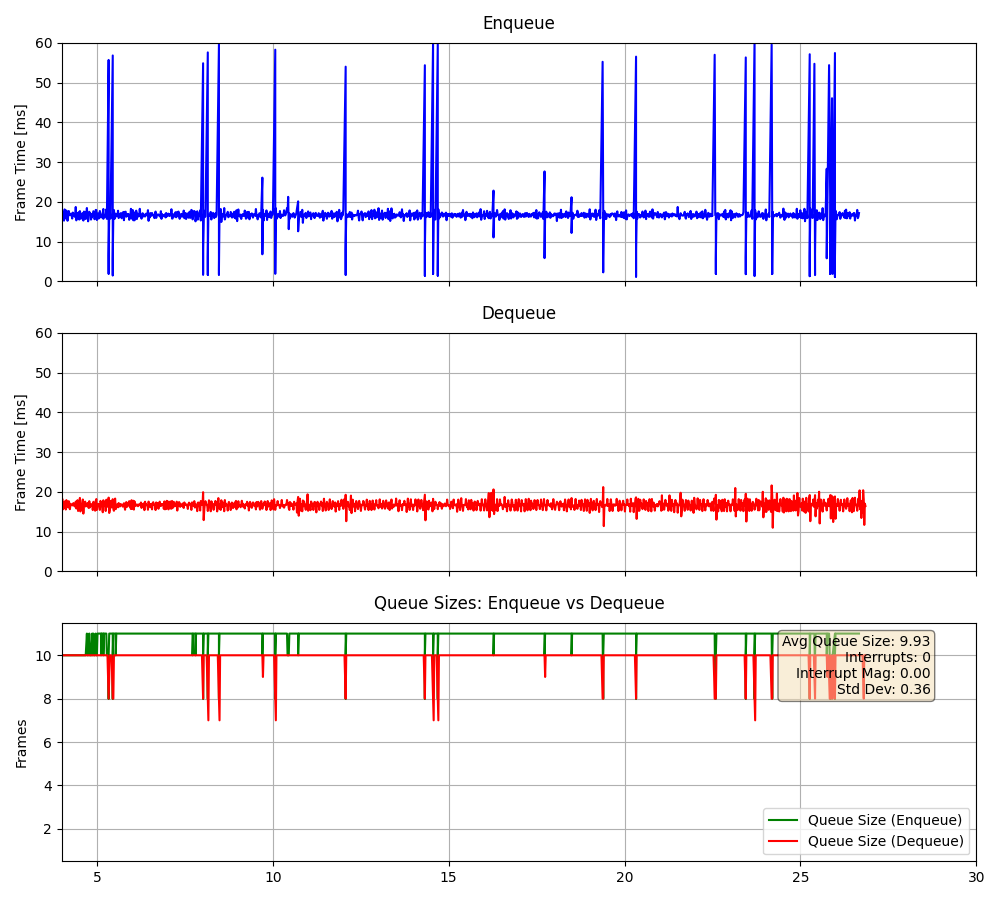 Enqueue
Frame Time [ms]
60
50
40
30
20
10
0
Dequeue
Frame Time [ms]
60
50
40
30
20
10
0
Queue Sizes: Enqueue vs Dequeue
Frames
10
8
6
4
2
Avg Queue Size: 9.93
Interrupts: 0
Interrupt Mag: 0.00
Std Dev: 0.36
Queue Size (Enqueue)
Queue Size (Dequeue)
5 10 15 20 25 30